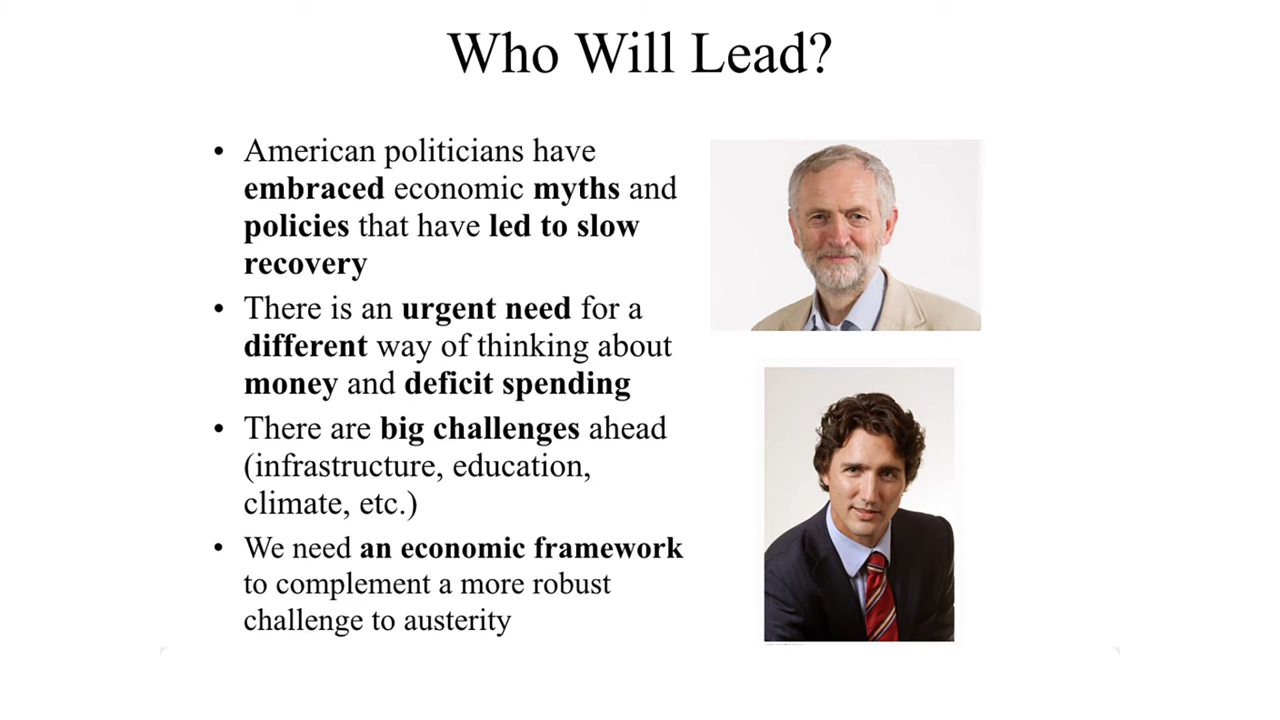 Who Will Lead?
• American politicians have
embraced economic myths and
policies that have led to slow
recovery
• There is an urgent need for a
different way of thinking about
money and deficit spending
• There are big challenges ahead
(infrastructure, education,
climate, etc.)
• We need an economic framework
to complement a more robust
challenge to austerity